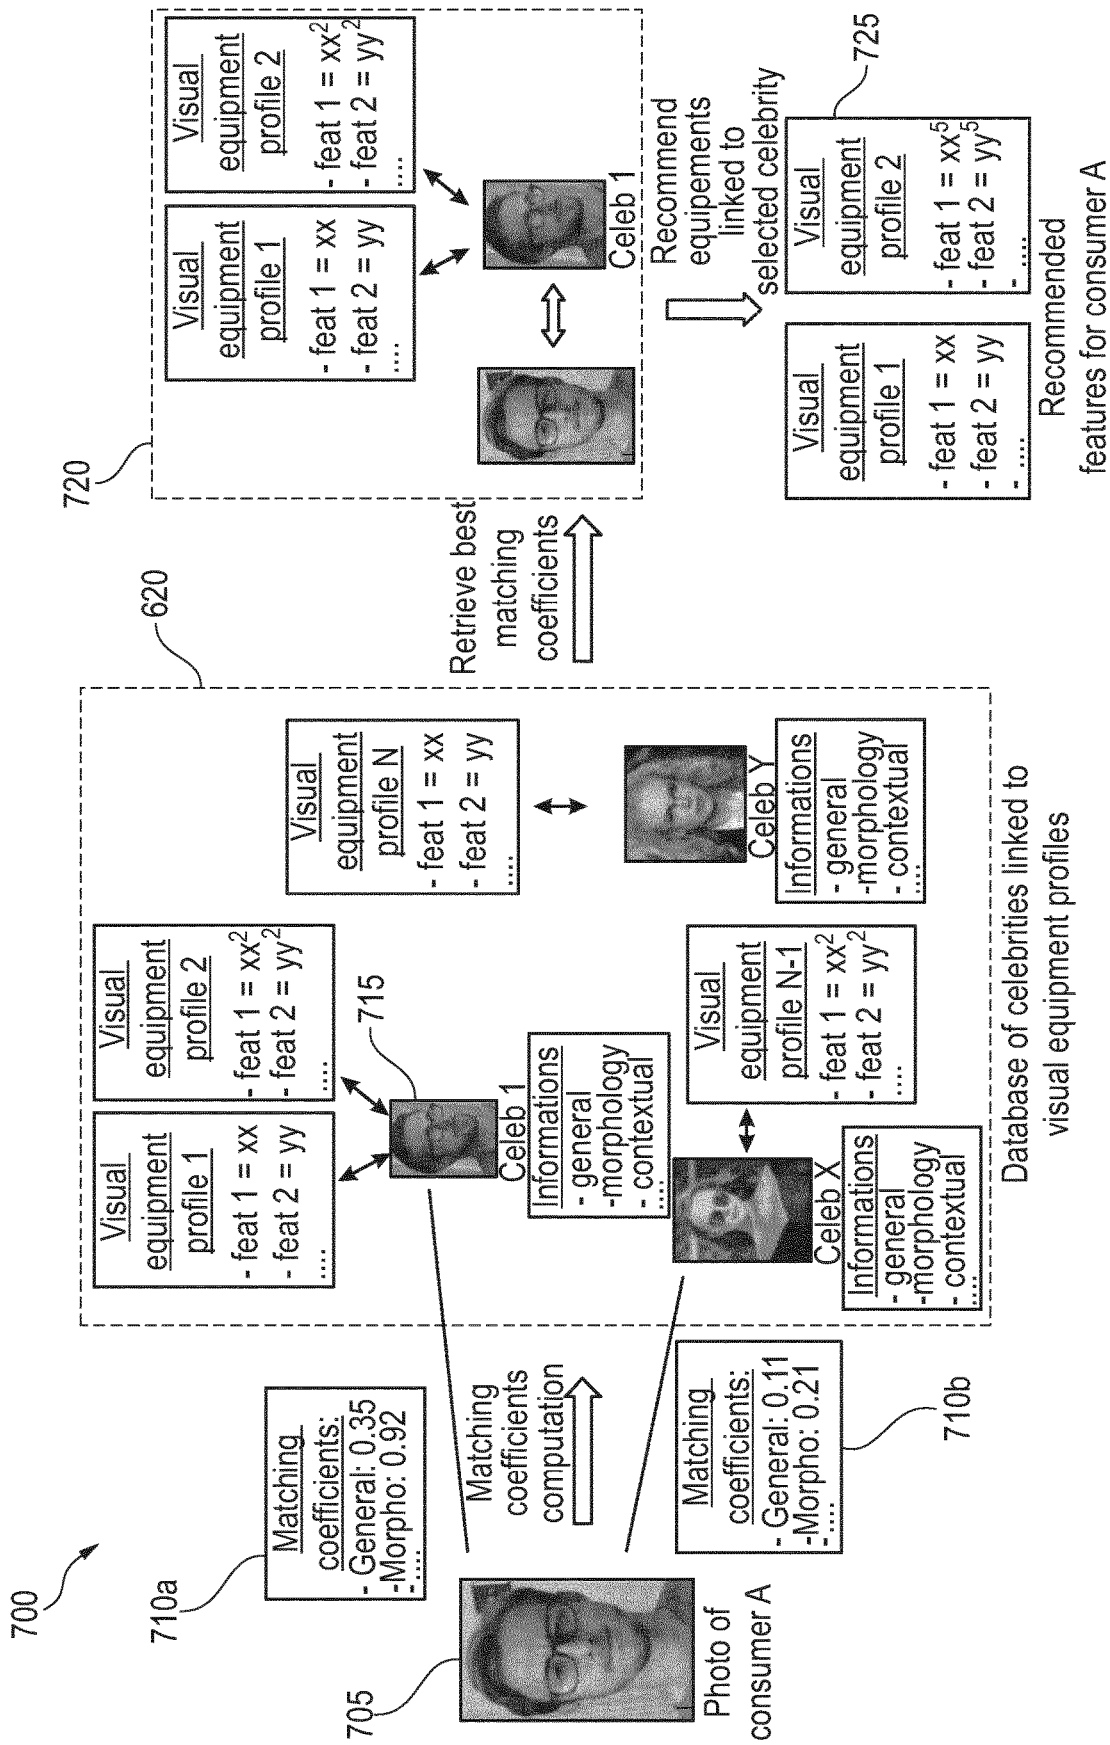 700
705
Photo of
consumer A
710a
Matching
coefficients:
- General: 0.35
-Morpho: 0.92
- ....
Matching
coefficients
computation
Matching
coefficients:
- General: 0.11
-Morpho: 0.21
- ....
710b
620
Visual
equipment
profile 1
- feat 1 = xx
- feat 2 = yy
....
Visual
equipment
profile 2
- feat 1 = xx2
- feat 2 = yy2
....
715
Celeb 1
Informations
- general
-morphology
- contextual
....
Celeb X
Informations
- general
-morphology
- contextual
....
Visual
equipment
profile N-1
- feat 1 = xx2
- feat 2 = yy2
....
Visual
equipment
profile N
- feat 1 = xx
- feat 2 = yy
....
Celeb Y
Informations
- general
-morphology
- contextual
....
Database of celebrities linked to
visual equipment profiles
Retrieve best
matching
coefficients
720
Visual
equipment
profile 1
- feat 1 = xx
- feat 2 = yy
....
Visual
equipment
profile 2
- feat 1 = xx2
- feat 2 = yy2
....
Celeb 1
Recommend
equipements
linked to
selected celebrity
725
Visual
equipment
profile 1
- feat 1 = xx
- feat 2 = yy
- ....
Visual
equipment
profile 2
- feat 1 = xx5
- feat 2 = yy5
- ....
Recommended
features for consumer A